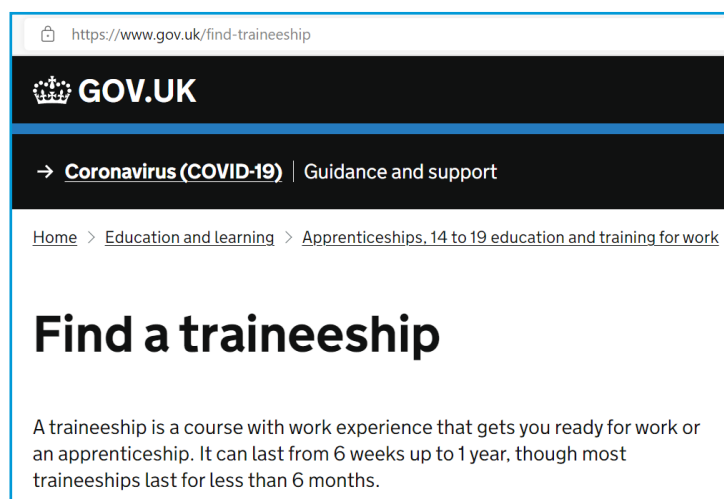 https://www.gov.uk/find-traineeship
GOV.UK
→ Coronavirus (COVID-19) | Guidance and support
Home > Education and learning > Apprenticeships, 14 to 19 education and training for work
Find a traineeship
A traineeship is a course with work experience that gets you ready for work or
an apprenticeship. It can last from 6 weeks up to 1 year, though most
traineeships last for less than 6 months.